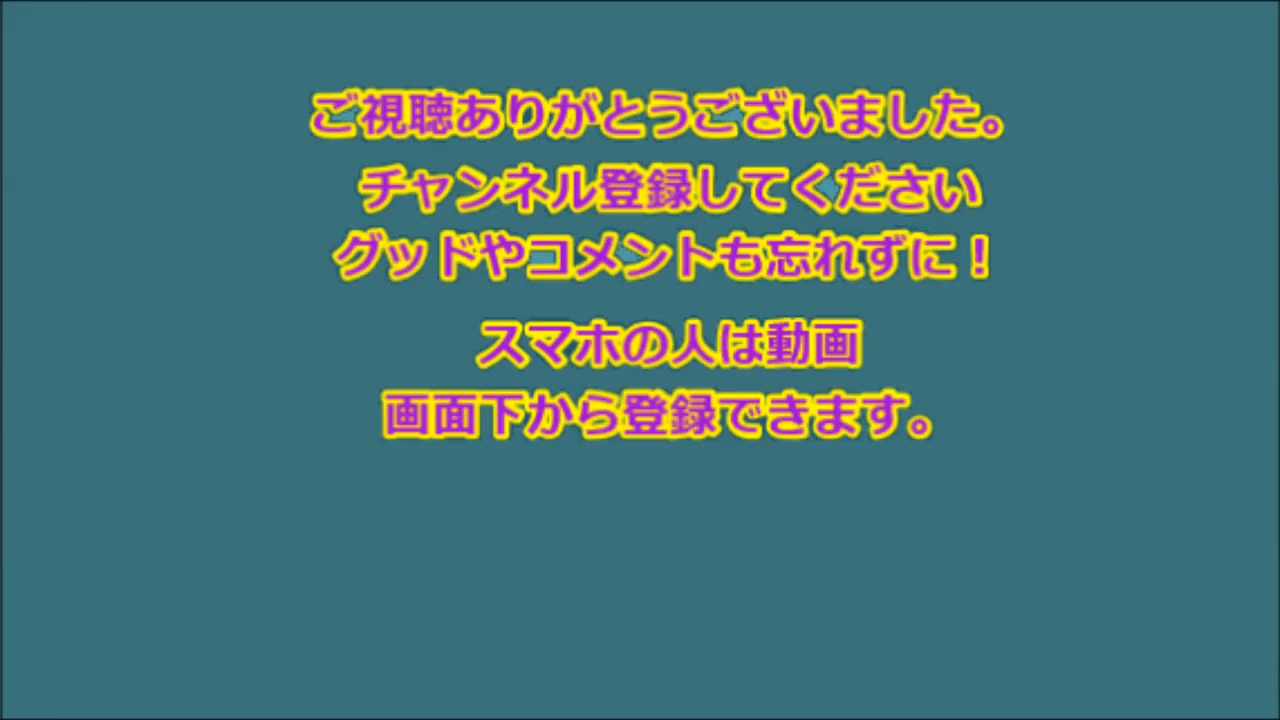 ご視聴ありがとうございました。
チャンネル登録してください
グッドやコメントも忘れずに！
スマホの人は動画
画面下から登録できます。